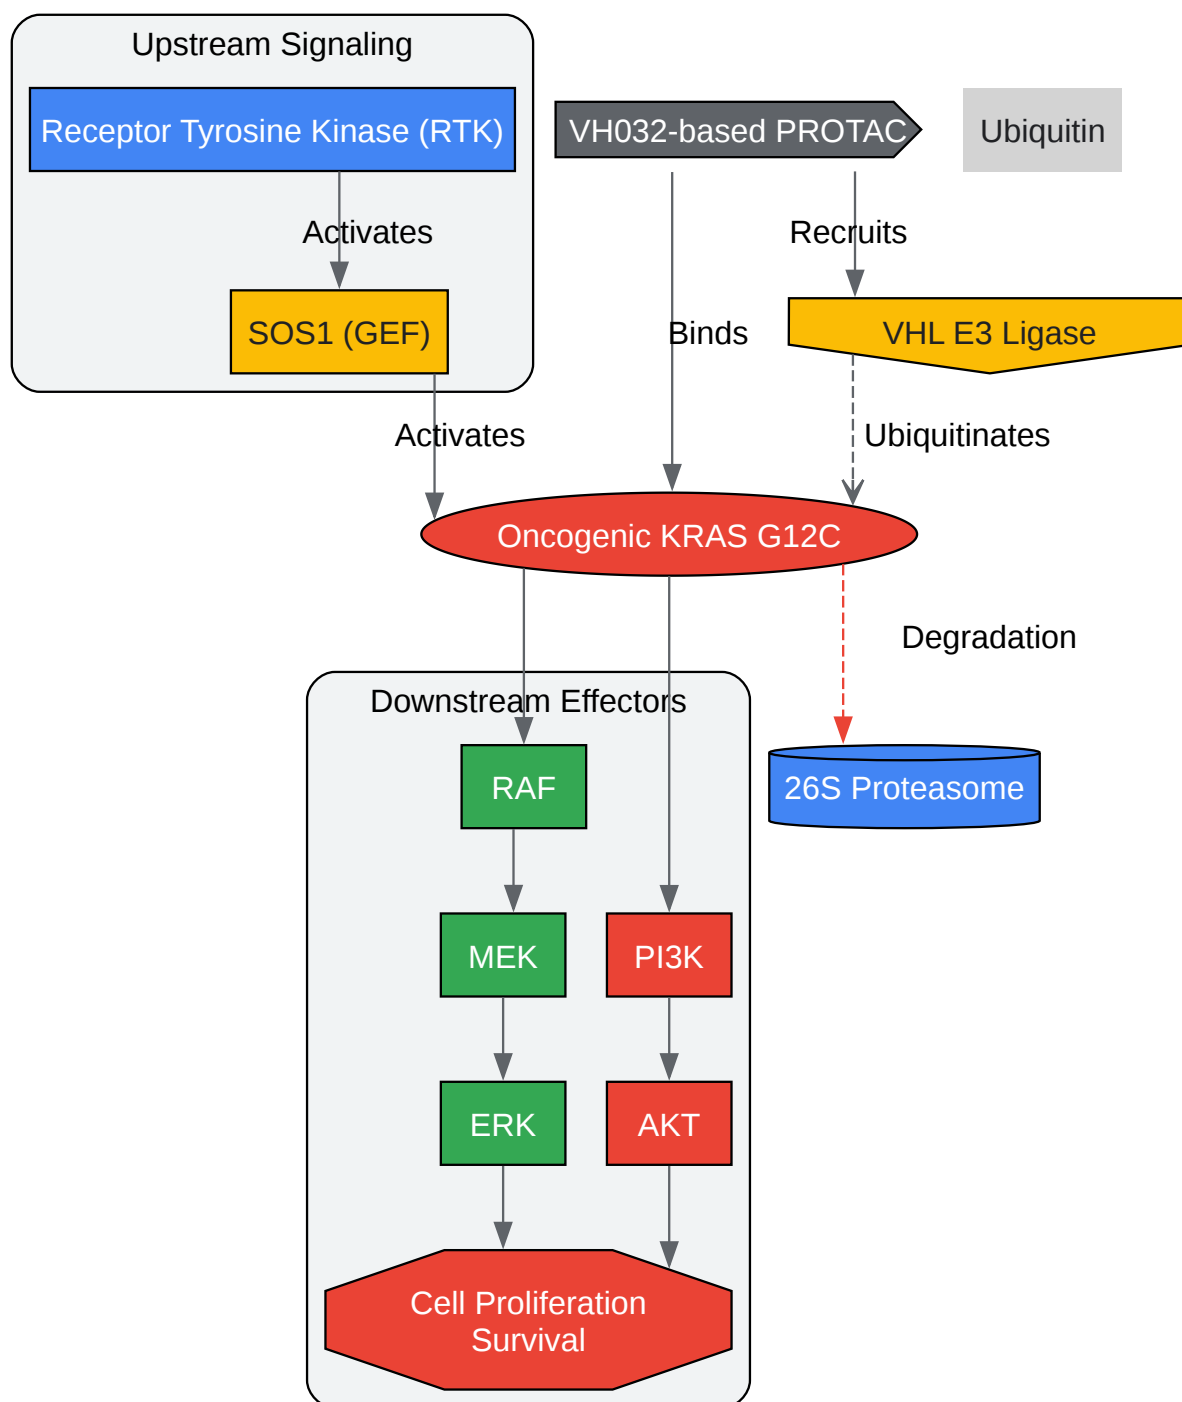 Upstream Signaling
Receptor Tyrosine Kinase (RTK)
VH032-based PROTAC
Ubiquitin
Activates
Recruits
SOS1 (GEF)
Binds
VHL E3 Ligase
Activates
Ubiquitinates
Oncogenic KRAS G12C
Degradation
Downstream Effectors
RAF
26S Proteasome
MEK
PI3K
ERK
AKT
Cell Proliferation
Survival